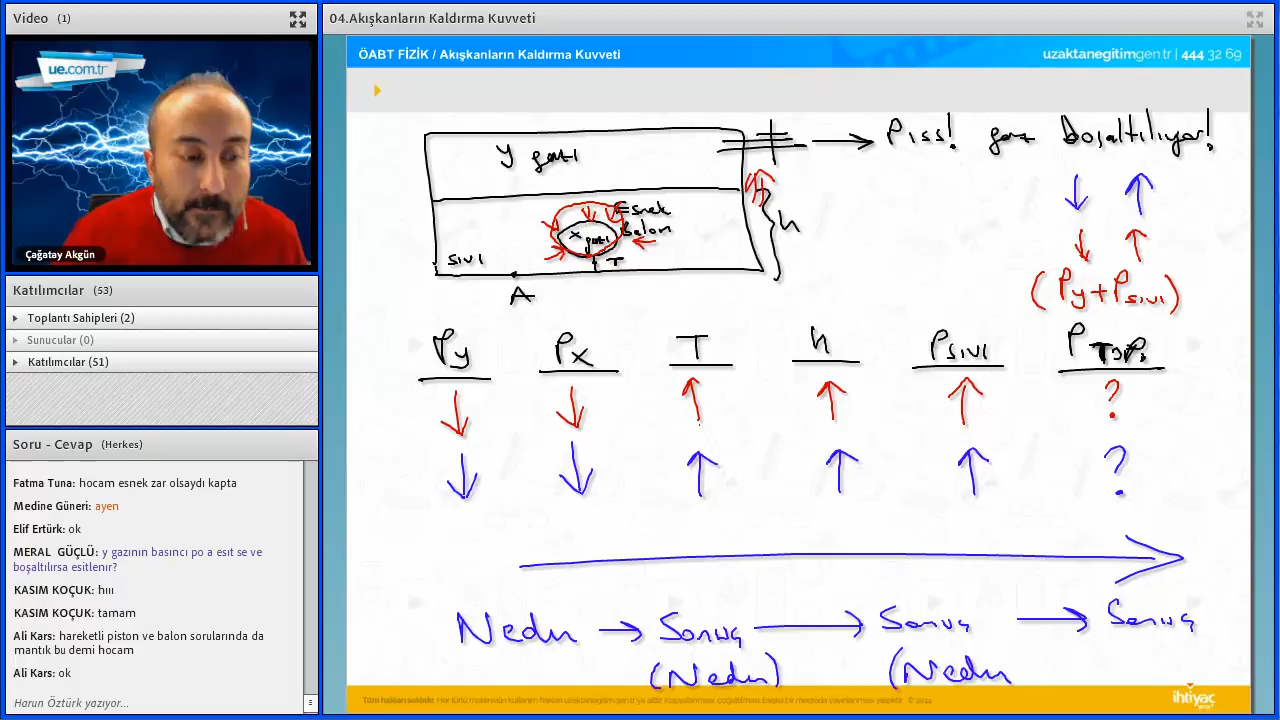 Video (1)
ue.com.tr
Çağatay Akgün
Katılımcılar (53)
Toplantı Sahipleri (2)
Sunucular (0)
Katılımcılar (51)
Soru - Cevap (Herkes)
Fatma Tuna: hocam esnek zar olsaydı kapta
Medine Güneri: ayen
Elif Ertürk: ok
MERAL GÜÇLÜ: y gazının basıncı po a esıt se ve
boşaltılırsa esitlenir?
KASIM KOÇUK: hııı
KASIM KOÇUK: tamam
Ali Kars: hareketli piston ve balon sorularında da
mantık bu demi hocam
Ali Kars: ok
Harun Öztürk yazıyor...
04.Akışkanların Kaldırma Kuvveti
ÖABT FİZİK / Akışkanların Kaldırma Kuvveti
uzaktanegitimgen.tr | 444 32 69
Y gazı
Piss! gaz boşaltılıyor!
Esnek
Balon
X gazı
h
sıvı
T
A
(Py+Psıvı)
Py Px T h Psıvı PTOP
?
?
Neden → Sonuç → Sonuç → Sonuç
(Neden) (Neden
Tüm hakları saklıdır.
© 2014
ihtiyaç